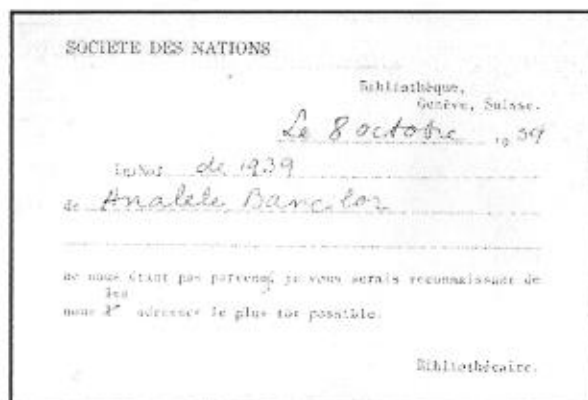 SOCIETE DES NATIONS
Bibliothèque,
Genève, Suisse.
Le 8 octobre 1939
de 1939
de Analele Bancilor
ne nous étant pas parvenu, je vous serais reconnaissant de
les
nous adresser le plus tôt possible.
Bibliothécaire.